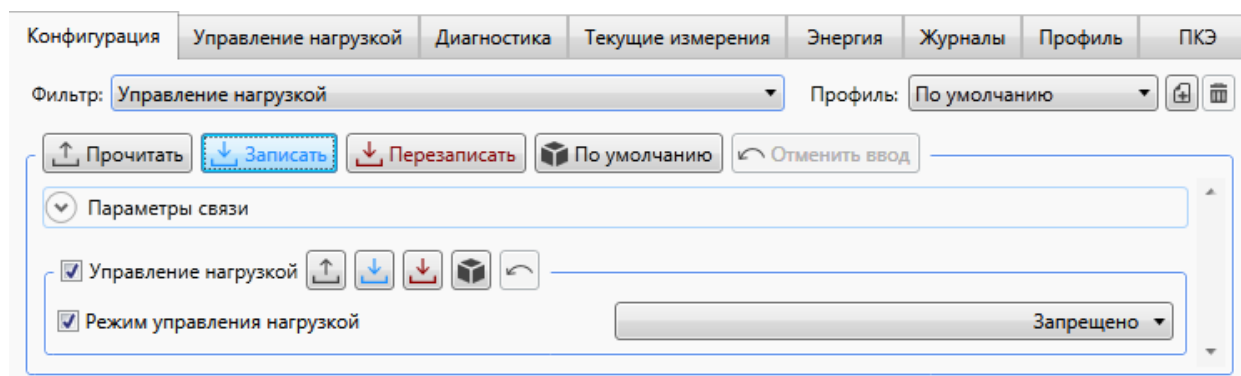 Конфигурация Управление нагрузкой Диагностика Текущие измерения Энергия Журналы Профиль ПКЭ
Фильтр: Управление нагрузкой Профиль: По умолчанию
Прочитать Записать Перезаписать По умолчанию Отменить ввод
Параметры связи
Управление нагрузкой
Режим управления нагрузкой Запрещено